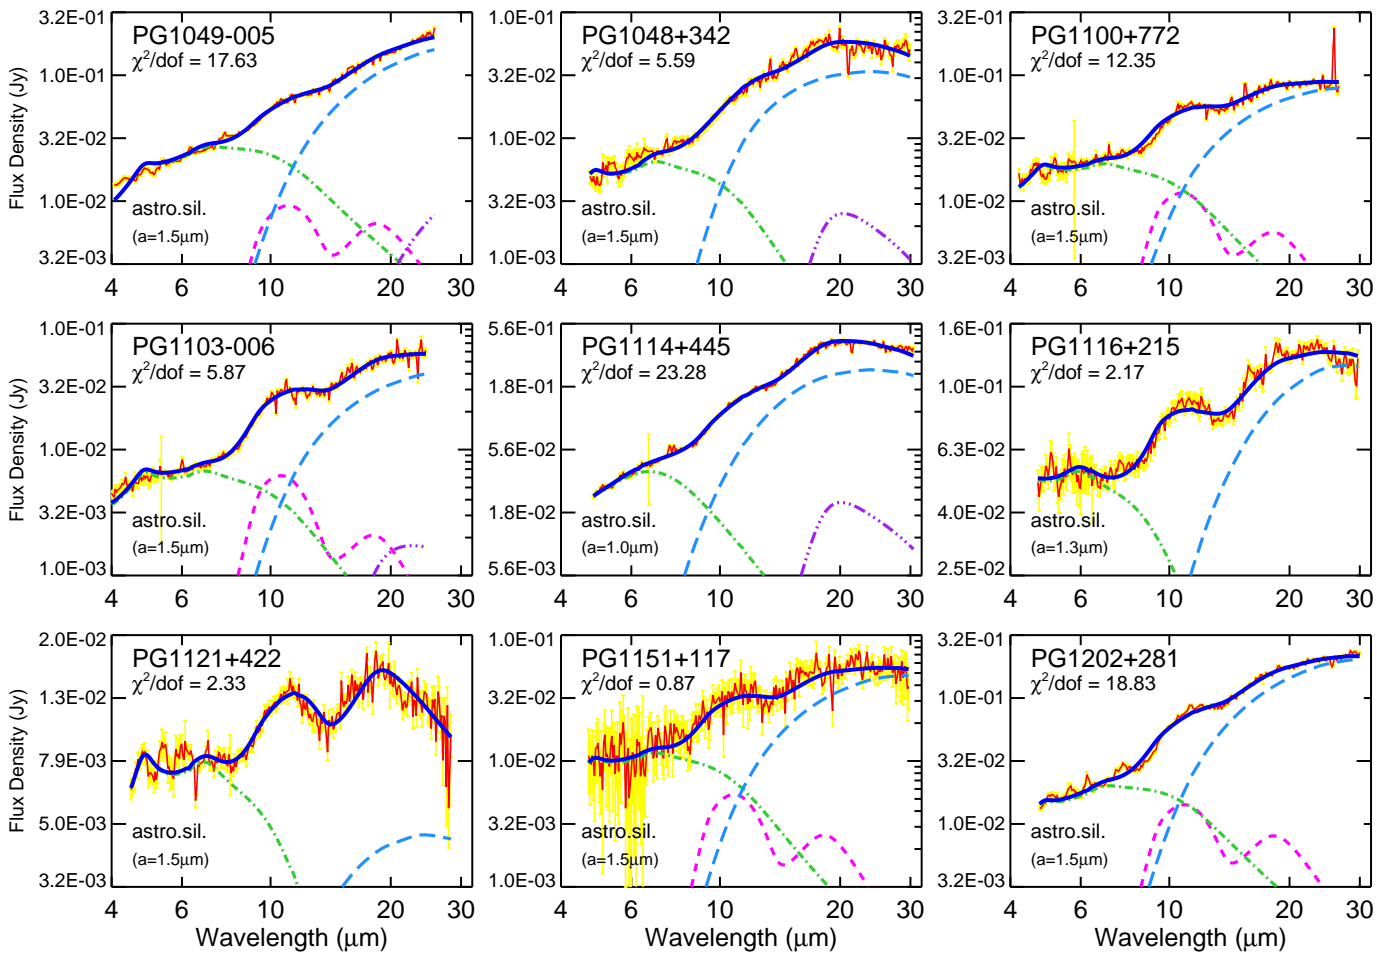 PG1049-005
χ²/dof = 17.63
astro.sil.
(a=1.5μm)
3.2E-01
1.0E-01
3.2E-02
1.0E-02
3.2E-03
Flux Density (Jy)
4 6 10 20 30
PG1048+342
χ²/dof = 5.59
astro.sil.
(a=1.5μm)
1.0E-01
3.2E-02
1.0E-02
3.2E-03
1.0E-03
4 6 10 20 30
PG1100+772
χ²/dof = 12.35
astro.sil.
(a=1.5μm)
3.2E-01
1.0E-01
3.2E-02
1.0E-02
3.2E-03
4 6 10 20 30
PG1103-006
χ²/dof = 5.87
astro.sil.
(a=1.5μm)
1.0E-01
3.2E-02
1.0E-02
3.2E-03
1.0E-03
Flux Density (Jy)
4 6 10 20 30
PG1114+445
χ²/dof = 23.28
astro.sil.
(a=1.0μm)
5.6E-01
1.8E-01
5.6E-02
1.8E-02
5.6E-03
4 6 10 20 30
PG1116+215
χ²/dof = 2.17
astro.sil.
(a=1.3μm)
1.6E-01
1.0E-01
6.3E-02
4.0E-02
2.5E-02
4 6 10 20 30
PG1121+422
χ²/dof = 2.33
astro.sil.
(a=1.5μm)
2.0E-02
1.3E-02
7.9E-03
5.0E-03
3.2E-03
Flux Density (Jy)
4 6 10 20 30
Wavelength (μm)
PG1151+117
χ²/dof = 0.87
astro.sil.
(a=1.5μm)
1.0E-01
3.2E-02
1.0E-02
3.2E-03
1.0E-03
4 6 10 20 30
Wavelength (μm)
PG1202+281
χ²/dof = 18.83
astro.sil.
(a=1.5μm)
3.2E-01
1.0E-01
3.2E-02
1.0E-02
3.2E-03
4 6 10 20 30
Wavelength (μm)